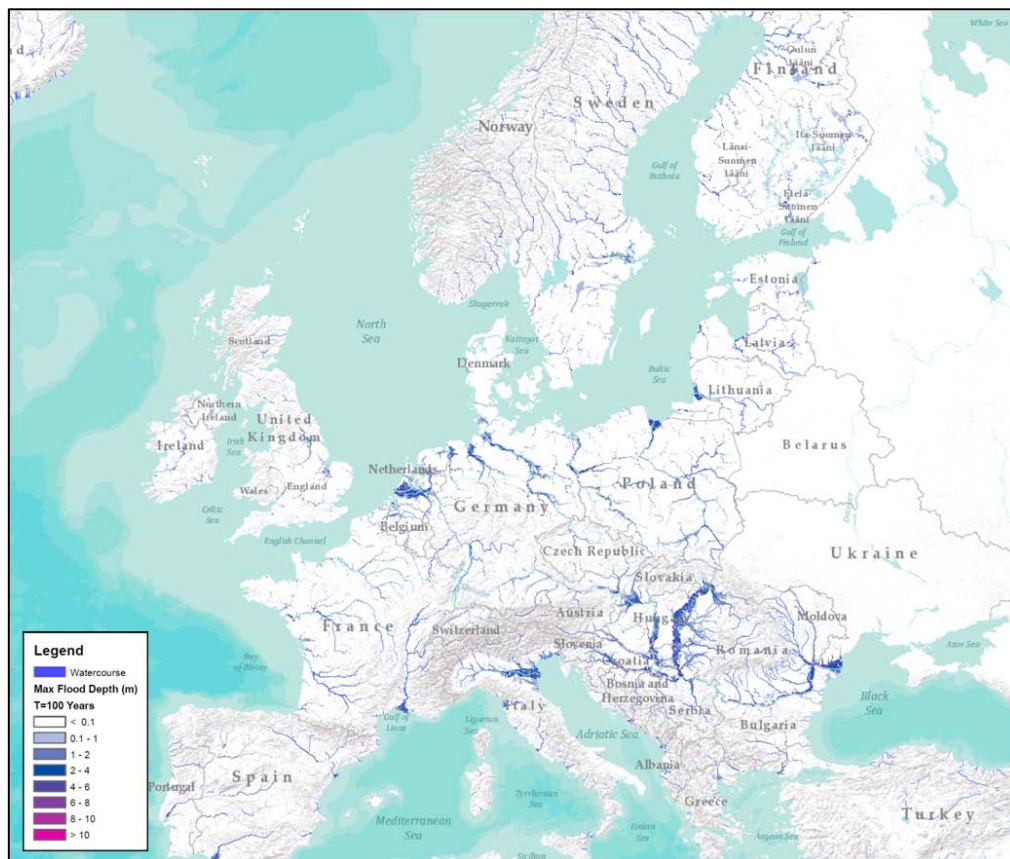 White Sea
Oulun
lääni
Finland
Sweden
Norway
Länsi-
Suomen
lääni
Ita-Suomen
lääni
Gulf of
Bothnia
Etelä-
Suomen
lääni
Gulf of
Finland
Estonia
Skagerrak
North
Sea
Scotland
Kattegat
Sea
Latvia
Denmark
Baltic
Sea
Lithuania
Northern
Ireland
United
Kingdom
Ireland
Irish
Sea
Belarus
Netherlands
Wales
England
Poland
Germany
Celtic
Sea
Belgium
English Channel
Czech Republic
Ukraine
Slovakia
Austria
Moldova
Hungary
France
Switzerland
Slovenia
Croatia
Romania
Bay
of Biscay
Bosnia and
Herzegovina
Serbia
Azov Sea
Black
Sea
Italy
Gulf of
Lions
Ligurian
Sea
Adriatic Sea
Bulgaria
Albania
Portugal
Spain
Tyrrhenian
Sea
Mediterranean
Sea
Greece
Turkey
Ionian
Sea
Aegean Sea
Sicilian
Legend
Watercourse
Max Flood Depth (m)
T=100 Years
< 0.1
0.1 - 1
1 - 2
2 - 4
4 - 6
6 - 8
8 - 10
> 10